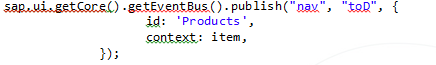 sap.ui.getCore().getEventBus().publish("nav", "toD", {
id: 'Products',
context: item,
});